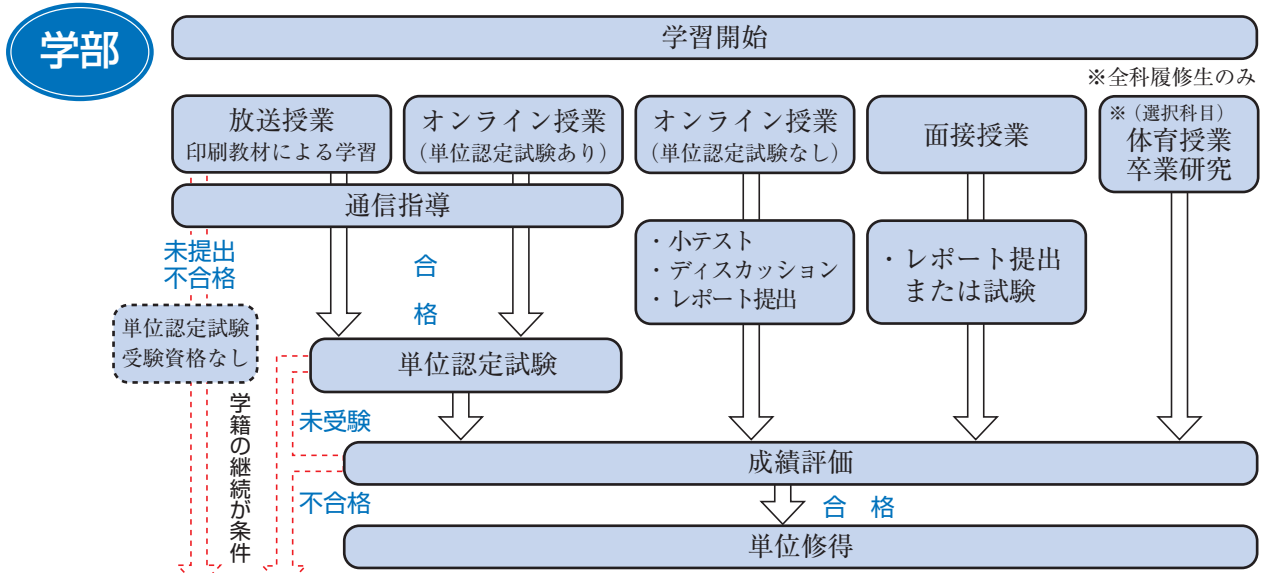 学部
学習開始
※全科履修生のみ
放送授業
印刷教材による学習
オンライン授業
(単位認定試験あり)
オンライン授業
(単位認定試験なし)
面接授業
※(選択科目)
体育授業
卒業研究
通信指導
未提出
不合格
合
格
・小テスト
・ディスカッション
・レポート提出
・レポート提出
または試験
単位認定試験
受験資格なし
単位認定試験
学籍の継続が条件
未受験
成績評価
不合格
合 格
単位修得